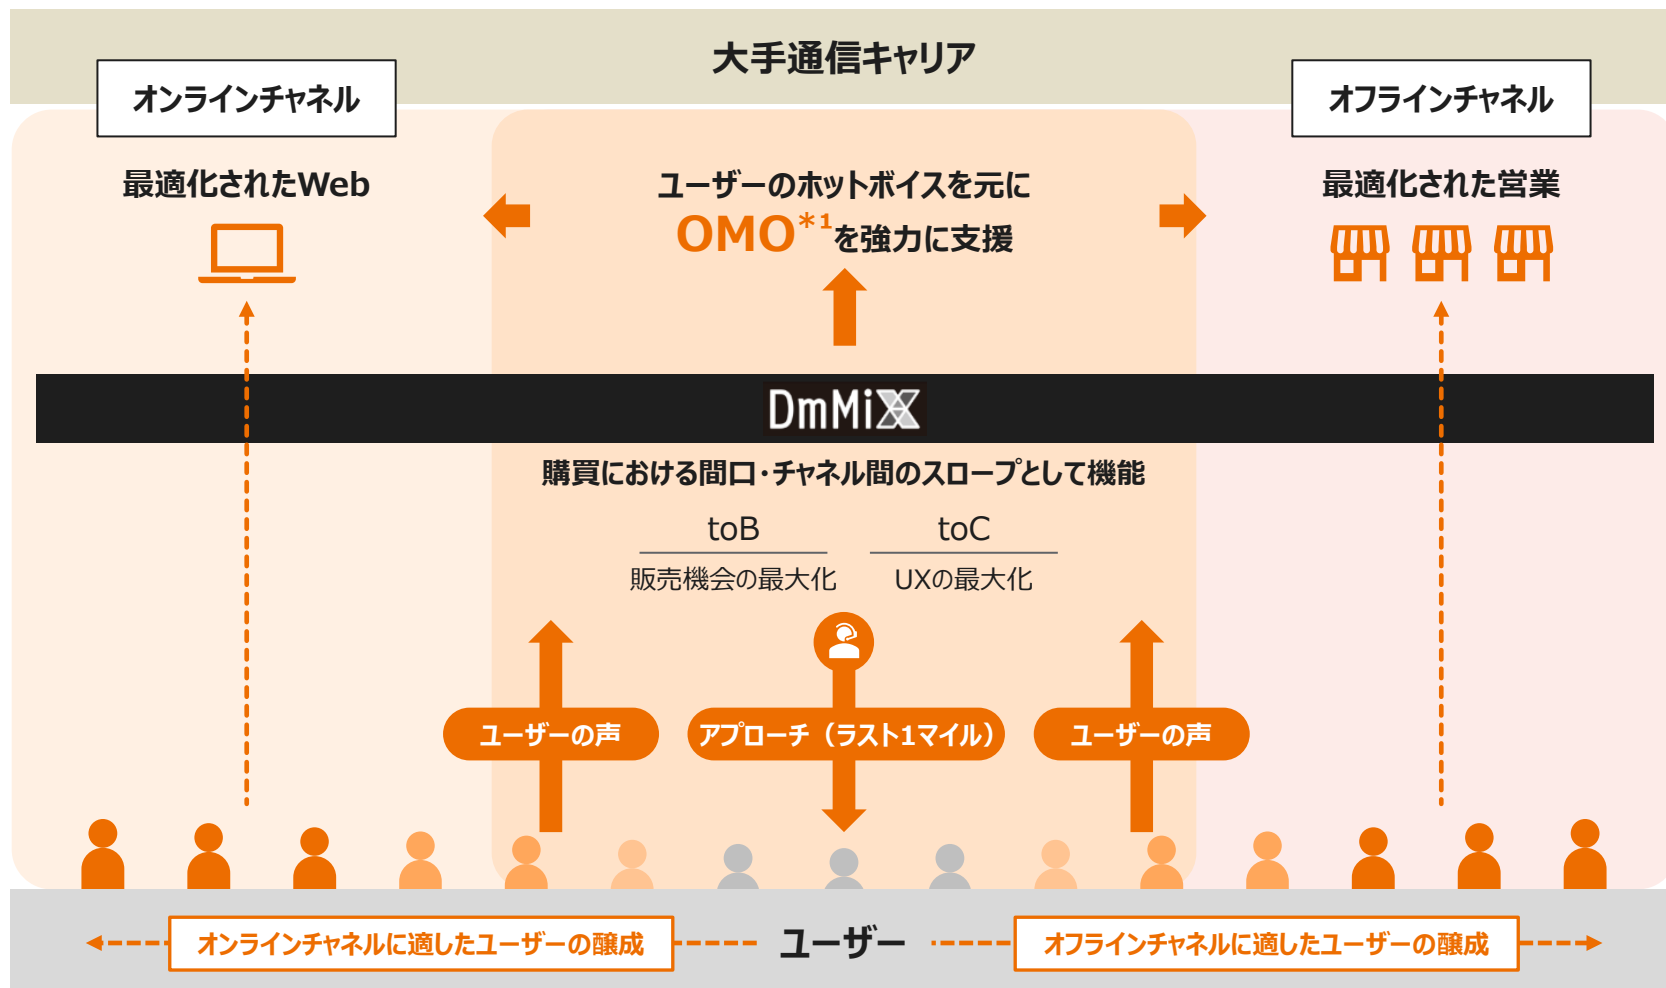 大手通信キャリア
オンラインチャネル
オフラインチャネル
最適化されたWeb
ユーザーのホットボイスを元に
OMO*1を強力に支援
最適化された営業
DmMiX
購買における間口・チャネル間のスロープとして機能
toB
販売機会の最大化
toC
UXの最大化
ユーザーの声
アプローチ（ラスト1マイル）
ユーザーの声
オンラインチャネルに適したユーザーの醸成
ユーザー
オフラインチャネルに適したユーザーの醸成